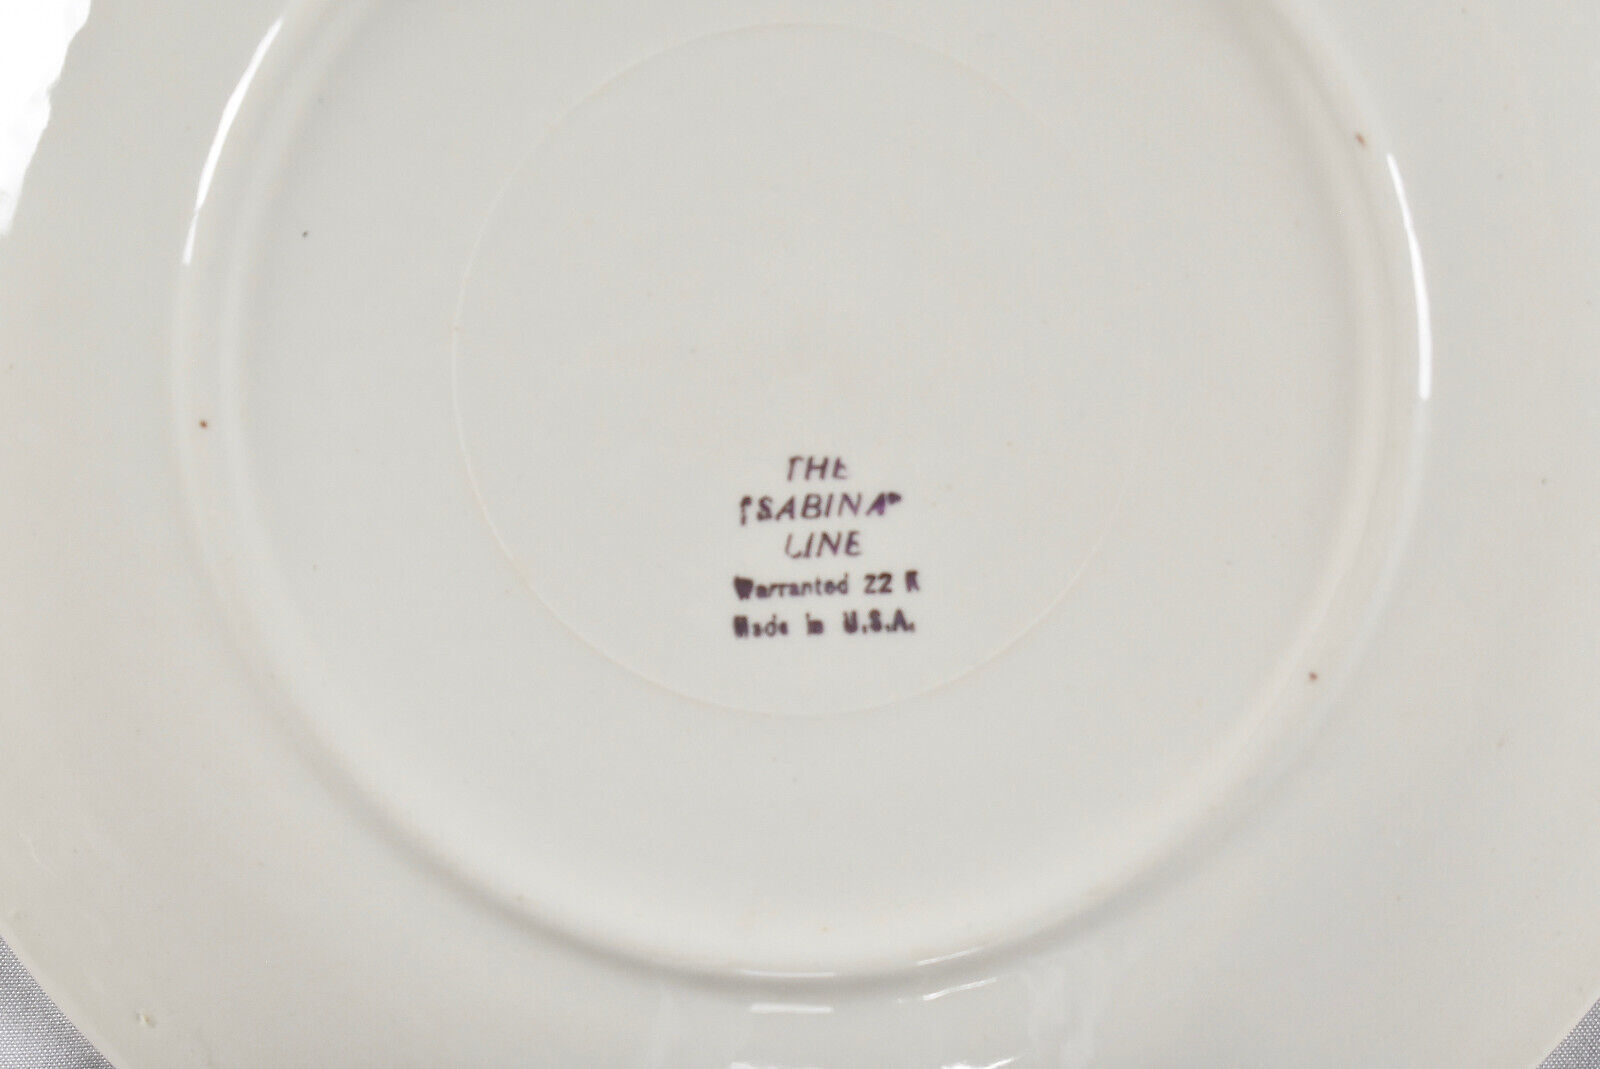 THE
"SABINA"
LINE
Warranted 22 K
Made in U.S.A.